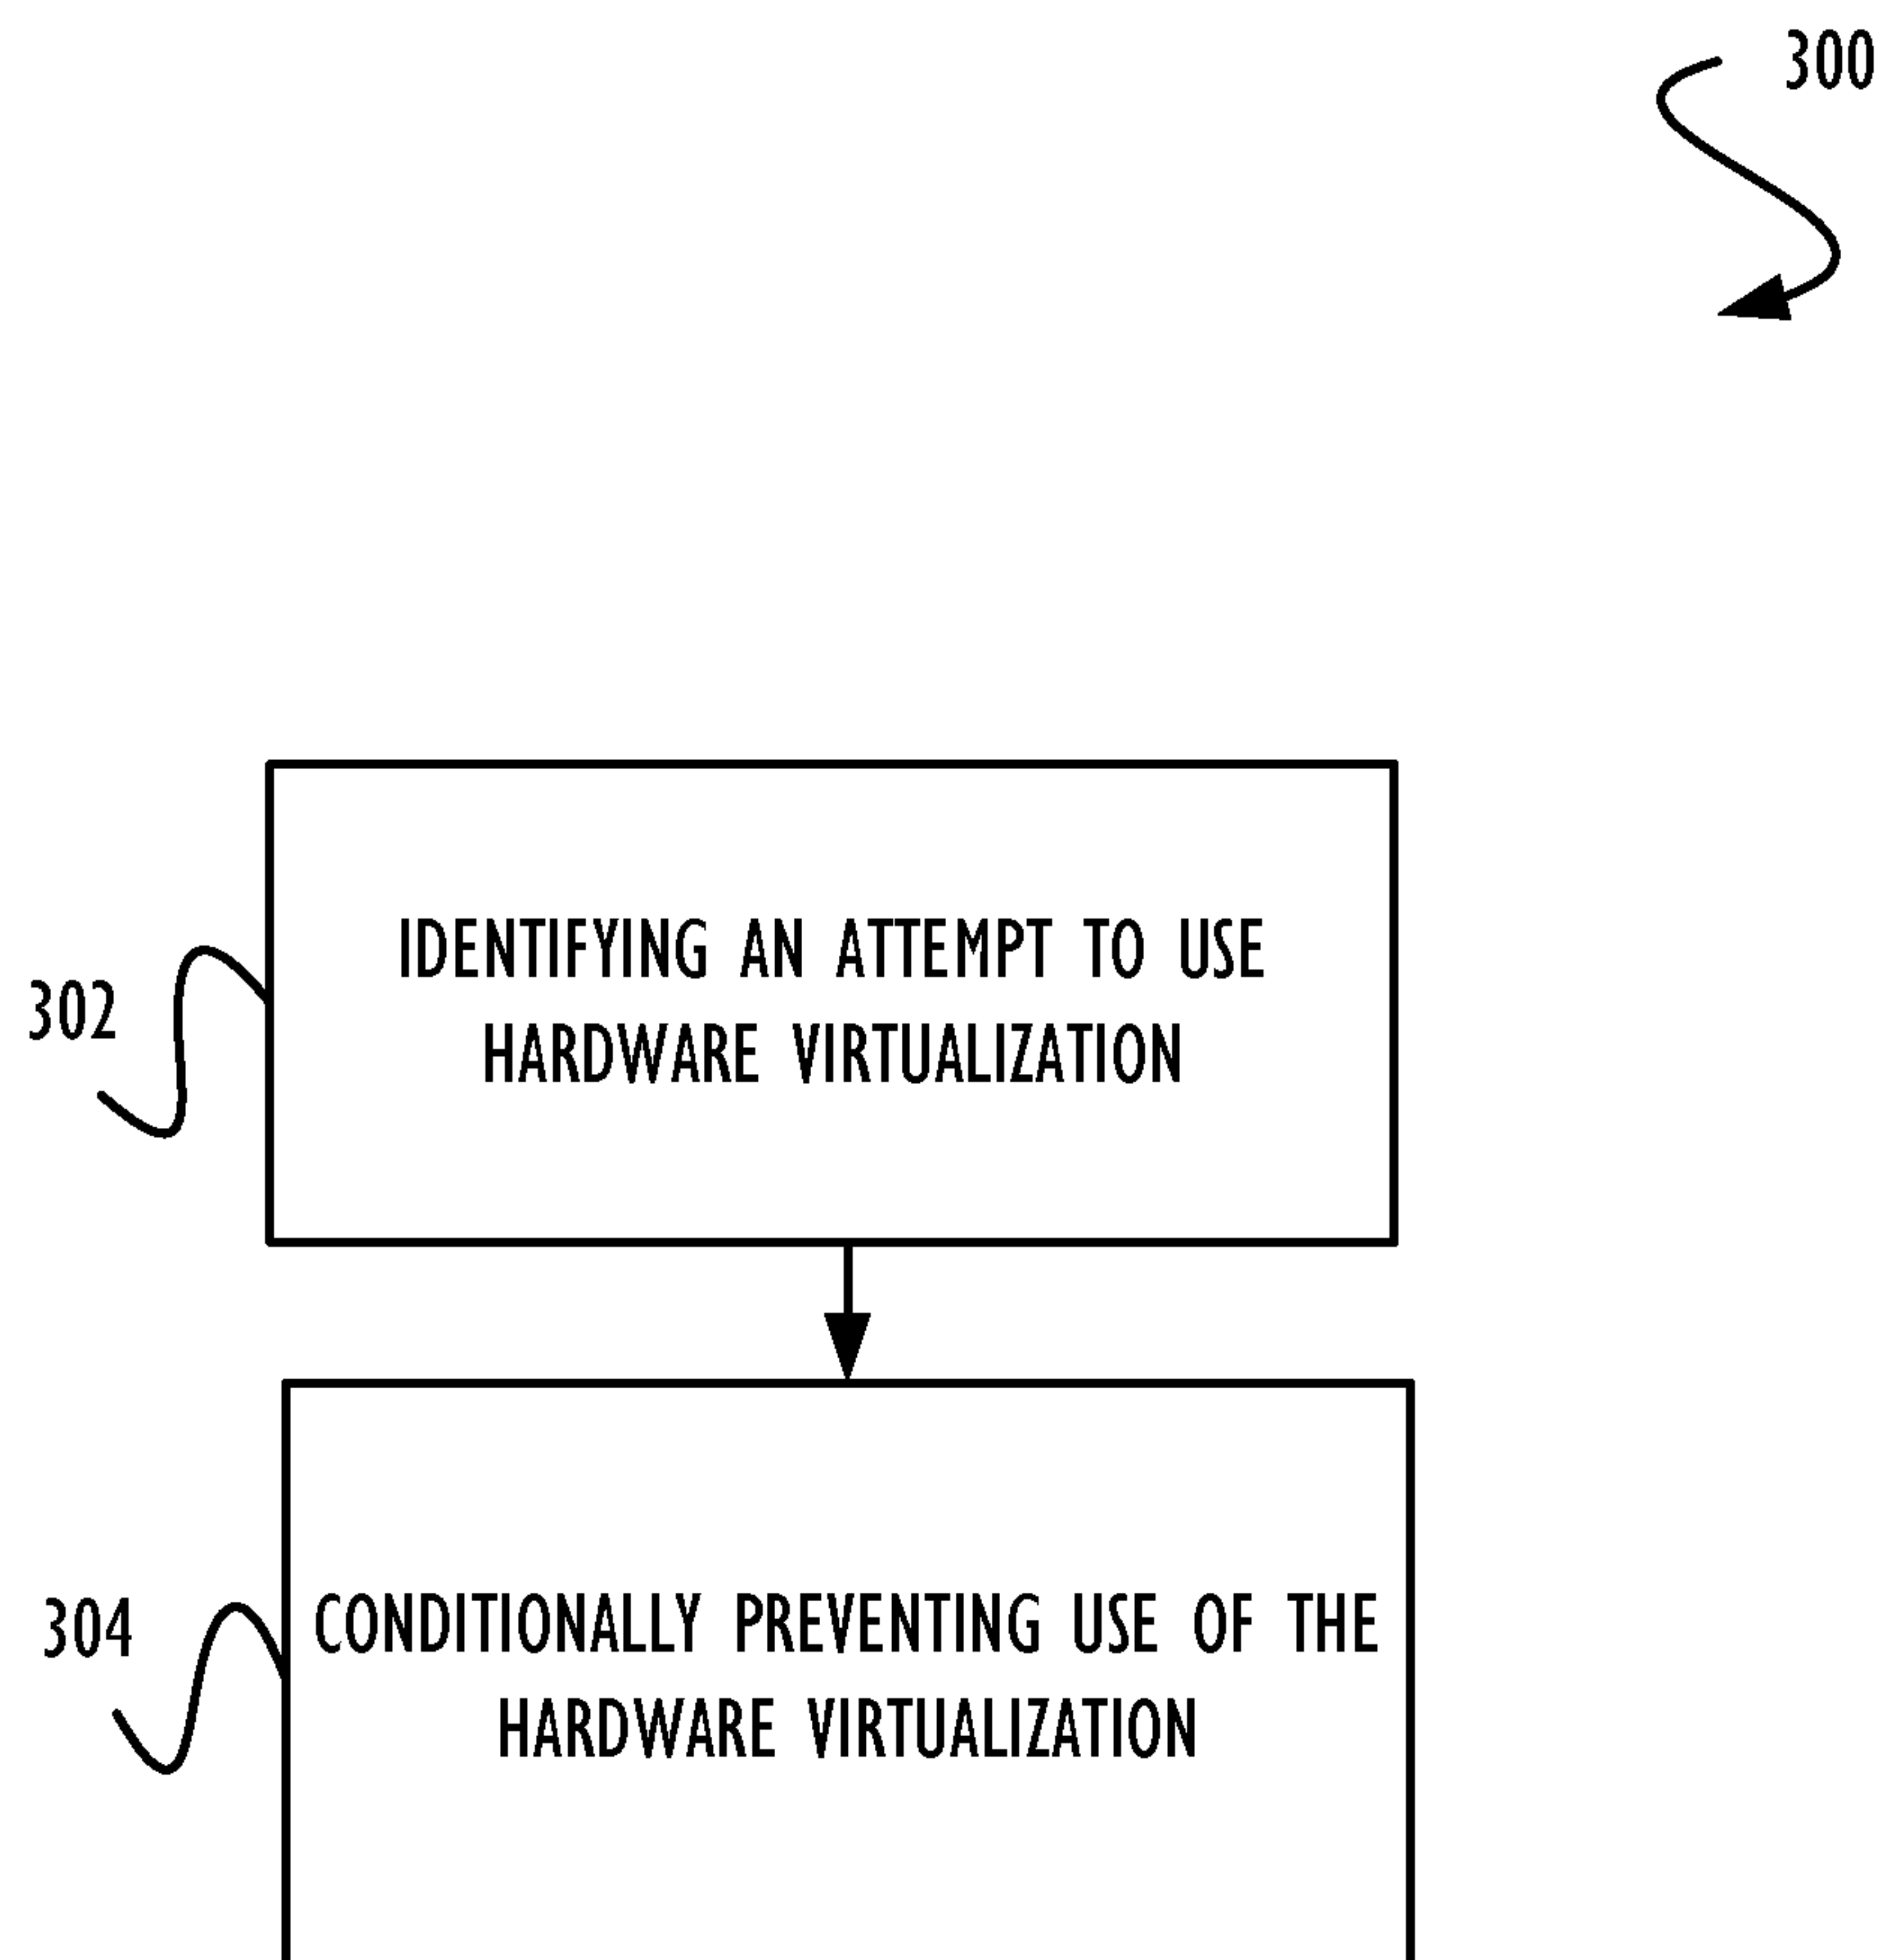 300
302
IDENTIFYING AN ATTEMPT TO USE
HARDWARE VIRTUALIZATION
304
CONDITIONALLY PREVENTING USE OF THE
HARDWARE VIRTUALIZATION